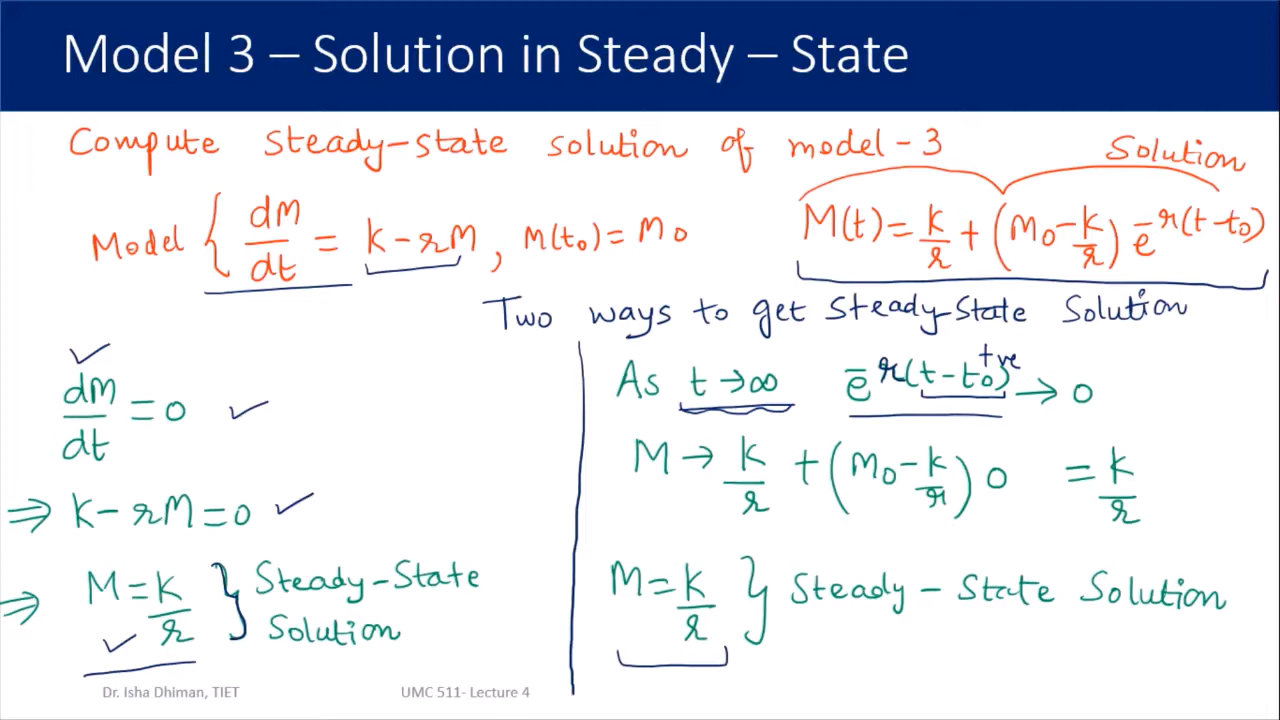 Model 3 – Solution in Steady – State
Compute steady-state solution of model-3
Solution
Model { dM/dt = k-rM, M(t₀)=M₀
M(t)=k/r+(M₀-k/r)e^-r(t-t₀)
Two ways to get Steady-State Solution
✓
dM/dt=0 ✓
⇒ k-rM=0 ✓
⇒ M=k/r } Steady-State
Solution
✓
As t→∞ e^-r(t-t₀)→0
+ve
M→ k/r +(M₀-k/r)0 =k/r
M=k/r } Steady-State Solution
Dr. Isha Dhiman, TIET
UMC 511- Lecture 4